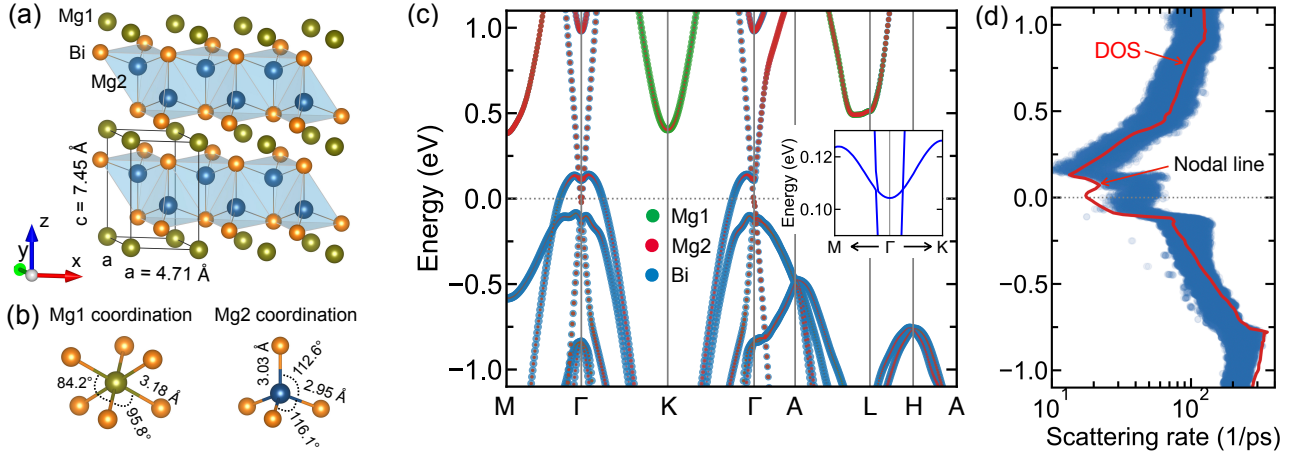 (a)
Mg1
Bi
Mg2
c = 7.45 Å
z
y
x
a
a = 4.71 Å
(b)
Mg1 coordination
Mg2 coordination
84.2°
3.18 Å
95.8°
3.03 Å
112.6°
2.95 Å
116.1°
(c)
Energy (eV)
1.0
0.5
0.0
−0.5
−1.0
M
Γ
K
Γ
A
L
H
A
Mg1
Mg2
Bi
Energy (eV)
0.12
0.10
M ← Γ → K
(d)
DOS
Nodal line
1.0
0.5
0.0
−0.5
−1.0
10¹
10²
Scattering rate (1/ps)